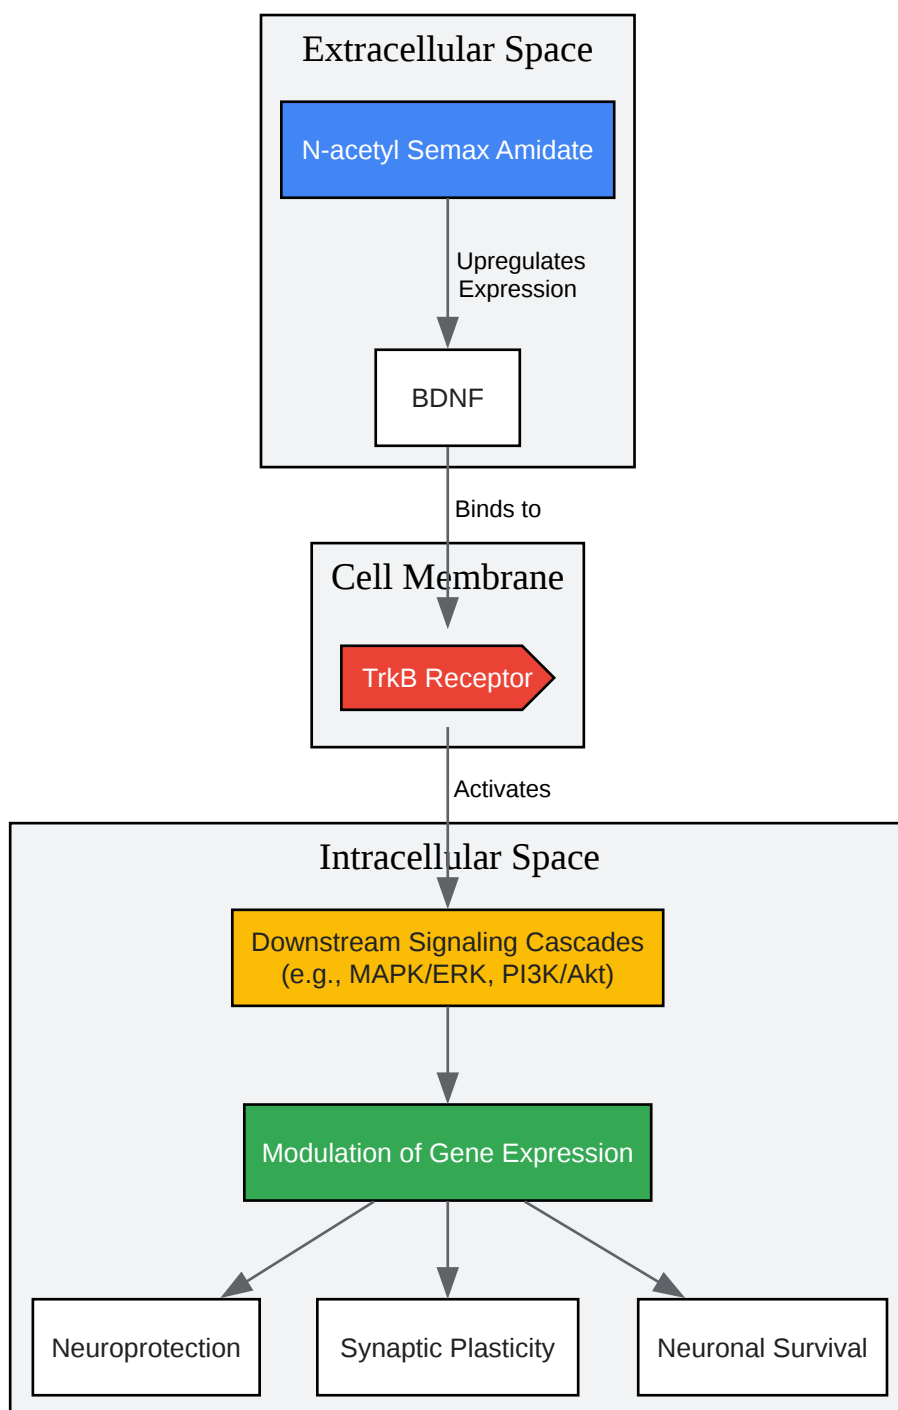 Extracellular Space
N-acetyl Semax Amidate
Upregulates
Expression
BDNF
Binds to
Cell Membrane
TrkB Receptor
Activates
Intracellular Space
Downstream Signaling Cascades
(e.g., MAPK/ERK, PI3K/Akt)
Modulation of Gene Expression
Neuroprotection
Synaptic Plasticity
Neuronal Survival